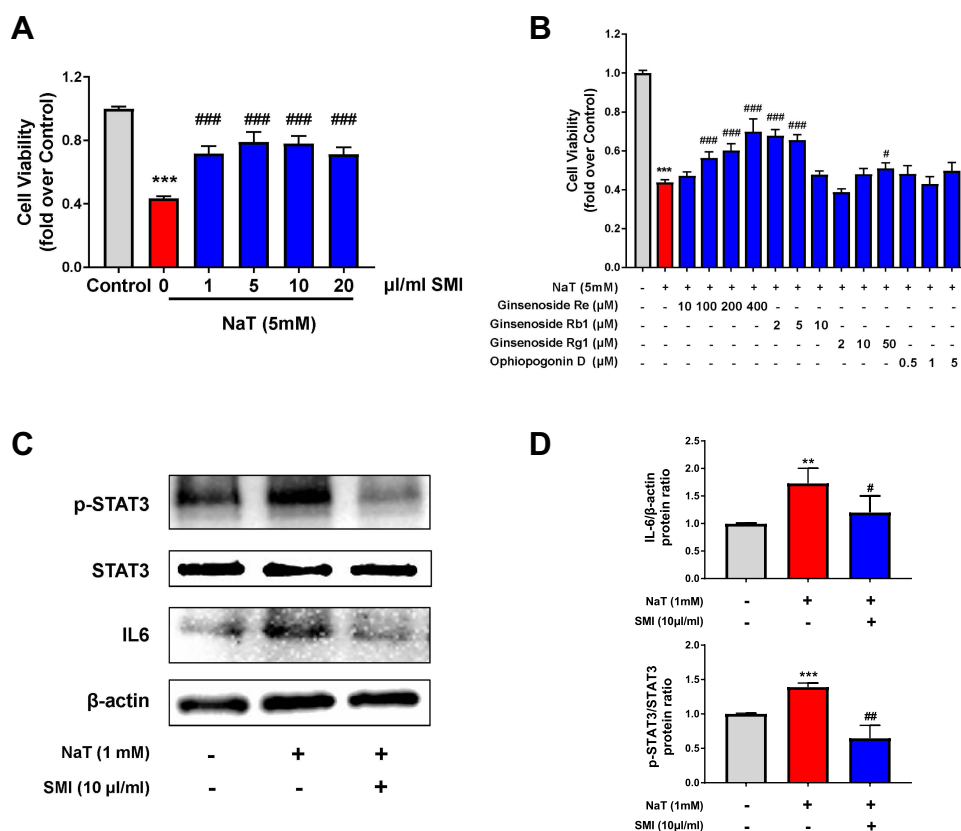 A
Cell Viability
(fold over Control)
1.2
0.8
0.4
0.0
***
###
###
###
###
Control 0 1 5 10 20 µl/ml SMI
NaT (5mM)
B
Cell Viability
(fold over Control)
1.2
1.0
0.8
0.6
0.4
0.2
0.0
***
###
###
###
###
###
#
NaT (5mM) - + + + + + + + + + + + + + +
Ginsenoside Re (µM) - - 10 100 200 400 - - - - - - - - -
Ginsenoside Rb1 (µM) - - - - - - 2 5 10 - - - - - -
Ginsenoside Rg1 (µM) - - - - - - - - - 2 10 50 - - -
Ophiopogonin D (µM) - - - - - - - - - - - - 0.5 1 5
C
p-STAT3
STAT3
IL6
β-actin
NaT (1 mM) - + +
SMI (10 µl/ml) - - +
D
IL-6/β-actin
protein ratio
2.5
2.0
1.5
1.0
0.5
0.0
**
#
NaT (1mM) - + +
SMI (10µl/ml) - - +
p-STAT3/STAT3
protein ratio
2.0
1.5
1.0
0.5
0.0
***
##
NaT (1mM) - + +
SMI (10µl/ml) - - +